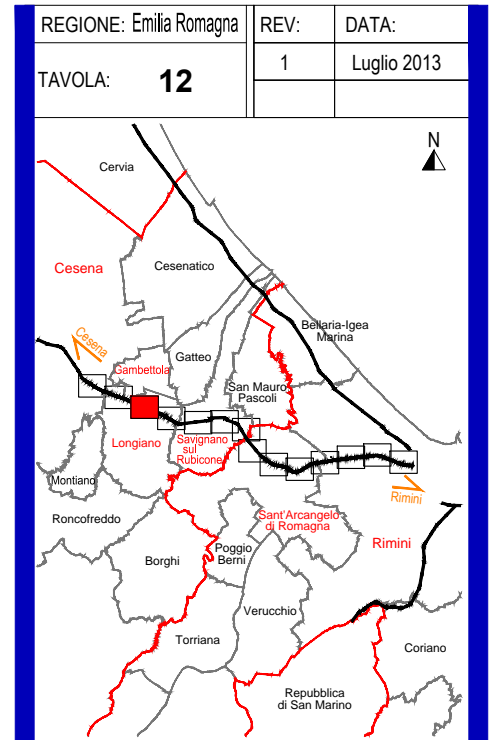 REGIONE: Emilia Romagna
REV:
DATA:
TAVOLA: 12
1
Luglio 2013
N
Cervia
Cesena
Cesenatico
Bellaria-Igea
Marina
Cesena
Gatteo
Gambettola
San Mauro
Pascoli
Longiano
Savignano
sul
Rubicone
Montiano
Rimini
Roncofreddo
Sant'Arcangelo
di Romagna
Rimini
Borghi
Poggio
Berni
Verucchio
Torriana
Coriano
Repubblica
di San Marino